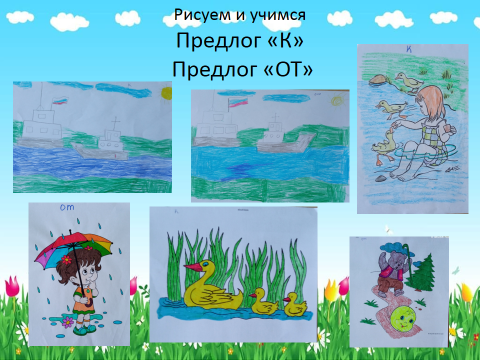 Рисуем и учимся
Предлог «К»
Предлог «ОТ»
К
от